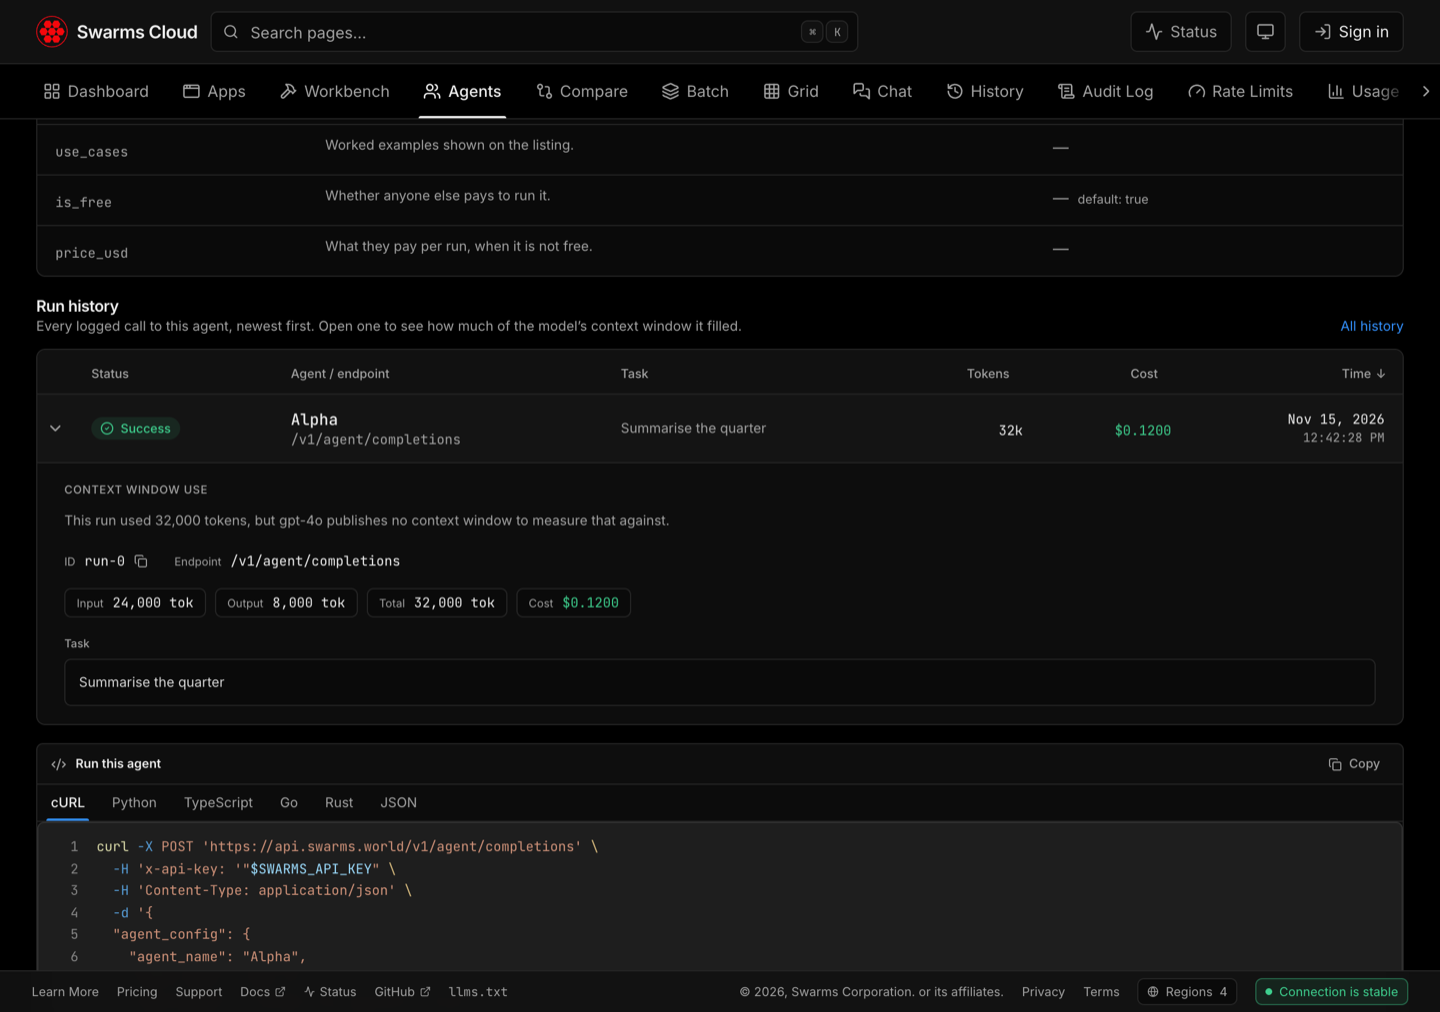 Swarms Cloud
Search pages...
⌘ K
Status
Sign in
Dashboard
Apps
Workbench
Agents
Compare
Batch
Grid
Chat
History
Audit Log
Rate Limits
Usage
use_cases
Worked examples shown on the listing.
—
is_free
Whether anyone else pays to run it.
— default: true
price_usd
What they pay per run, when it is not free.
—
Run history
Every logged call to this agent, newest first. Open one to see how much of the model's context window it filled.
All history
Status
Agent / endpoint
Task
Tokens
Cost
Time ↓
Success
Alpha
/v1/agent/completions
Summarise the quarter
32k
$0.1200
Nov 15, 2026
12:42:28 PM
CONTEXT WINDOW USE
This run used 32,000 tokens, but gpt-4o publishes no context window to measure that against.
ID run-0
Endpoint /v1/agent/completions
Input 24,000 tok
Output 8,000 tok
Total 32,000 tok
Cost $0.1200
Task
Summarise the quarter
</> Run this agent
Copy
cURL
Python
TypeScript
Go
Rust
JSON
1 curl -X POST 'https://api.swarms.world/v1/agent/completions' \
2 -H 'x-api-key: '"$SWARMS_API_KEY" \
3 -H 'Content-Type: application/json' \
4 -d '{
5 "agent_config": {
6 "agent_name": "Alpha",
Learn More
Pricing
Support
Docs
Status
GitHub
llms.txt
© 2026, Swarms Corporation. or its affiliates.
Privacy
Terms
Regions 4
Connection is stable